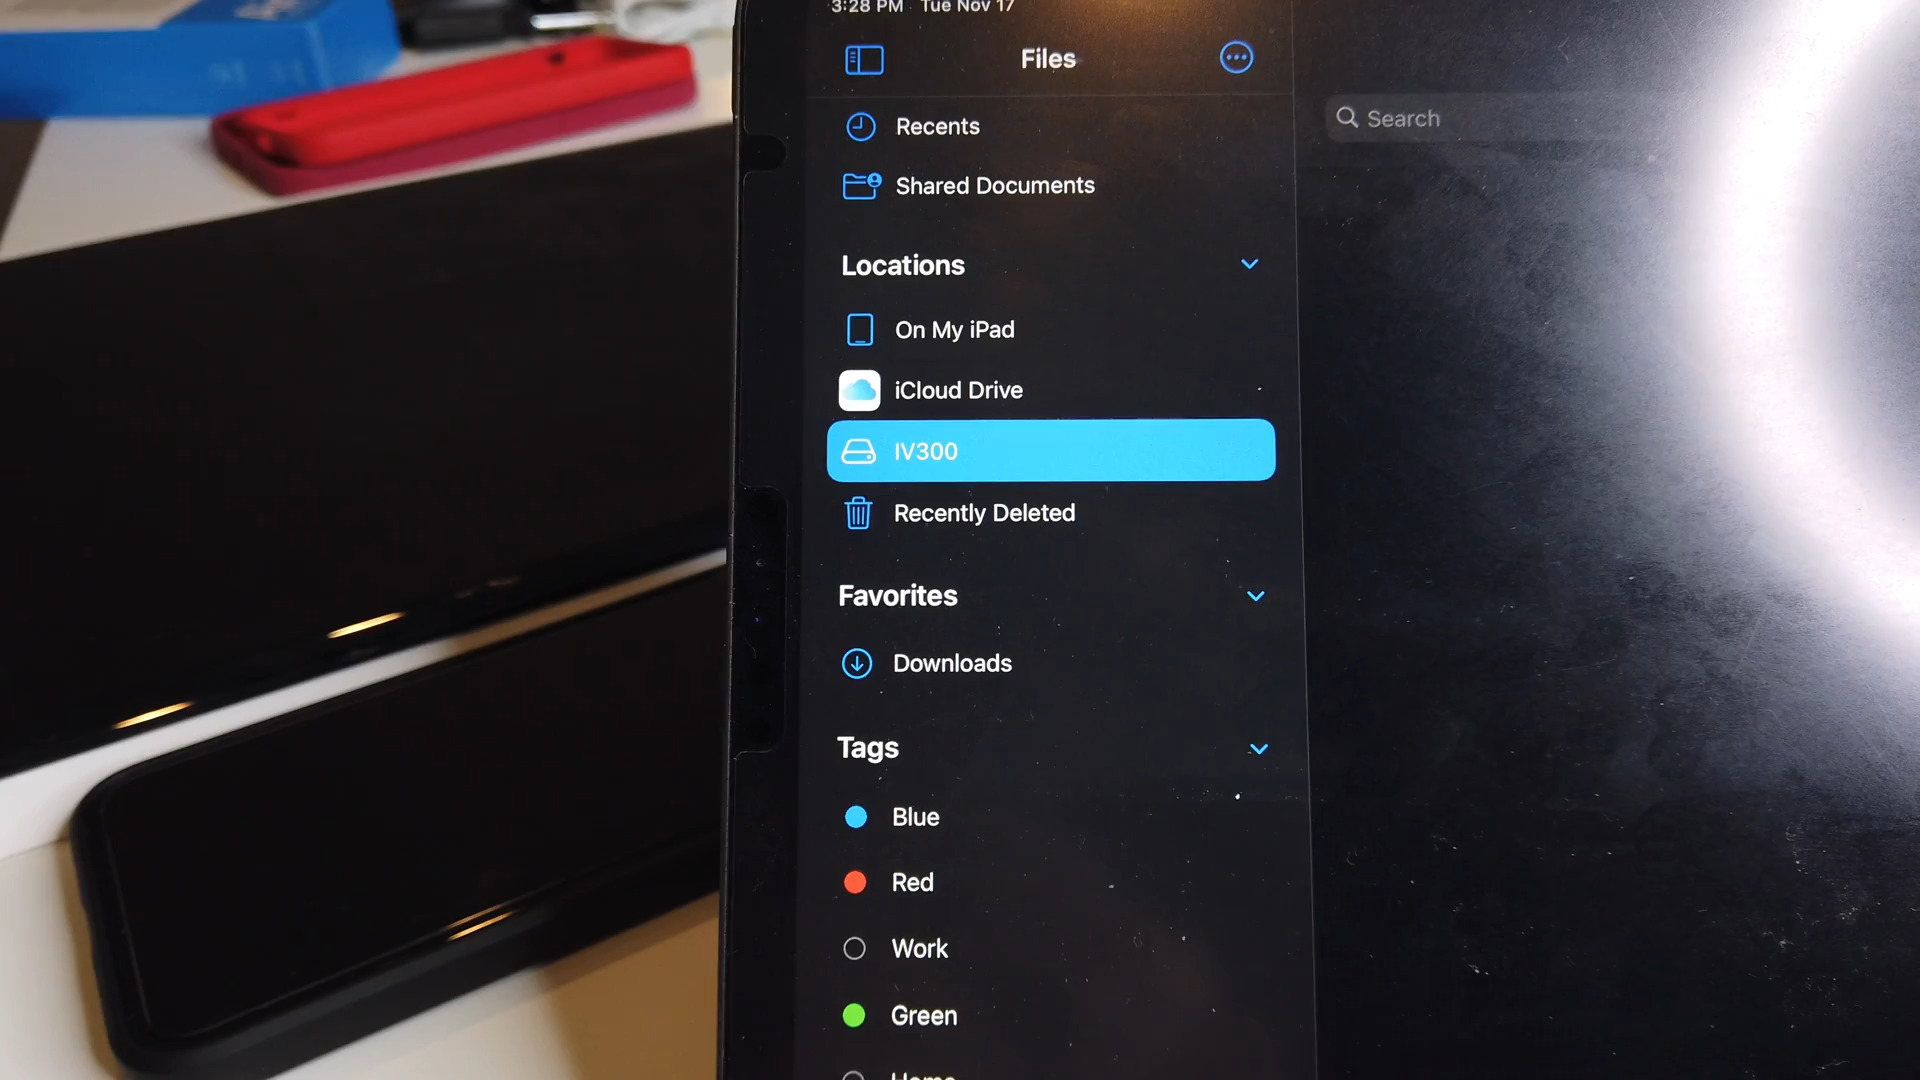 3:28 PM Tue Nov 17
Files
Recents
Search
Shared Documents
Locations
On My iPad
iCloud Drive
IV300
Recently Deleted
Favorites
Downloads
Tags
Blue
Red
Work
Green
Home